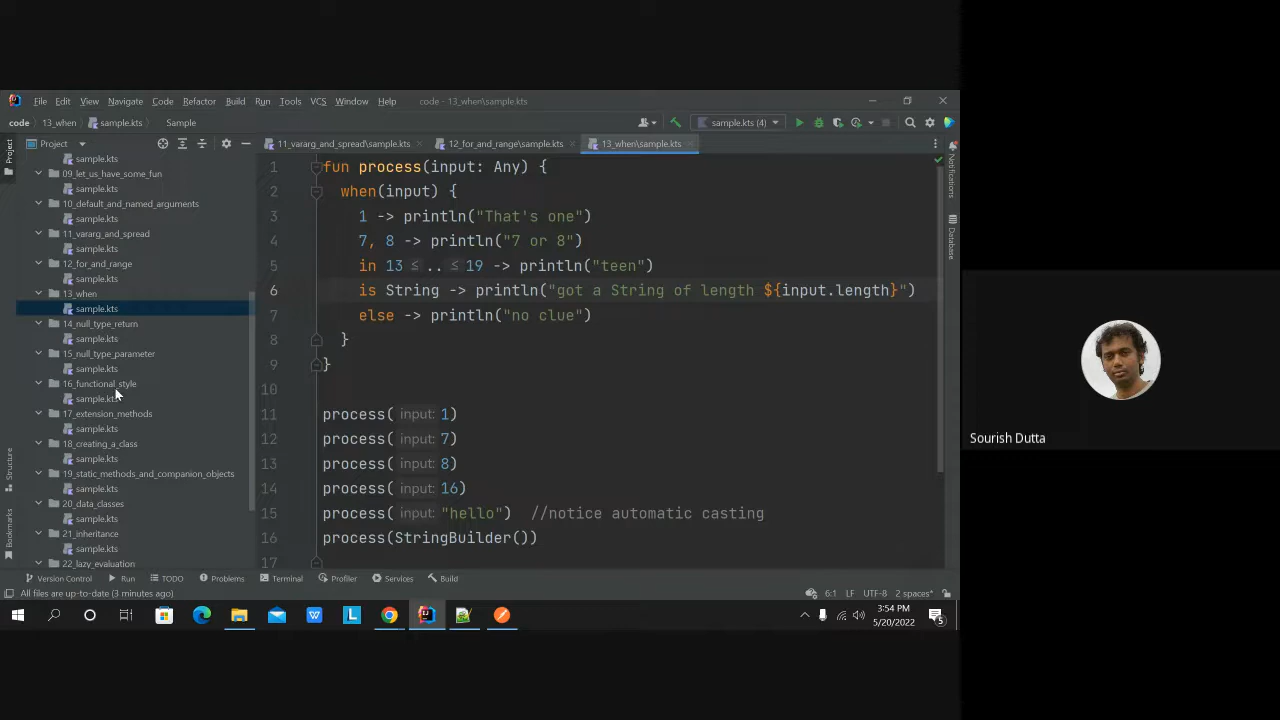 File Edit View Navigate Code Refactor Build Run Tools VCS Window Help code - 13_when\sample.kts
code 13_when sample.kts Sample sample.kts (4)
Project 11_vararg_and_spread\sample.kts 12_for_and_range\sample.kts 13_when\sample.kts
Project
Structure
Bookmarks
sample.kts
09_let_us_have_some_fun
sample.kts
10_default_and_named_arguments
sample.kts
11_vararg_and_spread
sample.kts
12_for_and_range
sample.kts
13_when
sample.kts
14_null_type_return
sample.kts
15_null_type_parameter
sample.kts
16_functional_style
sample.kts
17_extension_methods
sample.kts
18_creating_a_class
sample.kts
19_static_methods_and_companion_objects
sample.kts
20_data_classes
sample.kts
21_inheritance
sample.kts
22_lazy_evaluation
1 fun process(input: Any) {
2 when(input) {
3 1 -> println("That's one")
4 7, 8 -> println("7 or 8")
5 in 13 ≤..≤ 19 -> println("teen")
6 is String -> println("got a String of length ${input.length}")
7 else -> println("no clue")
8 }
9 }
10
11 process( input: 1)
12 process( input: 7)
13 process( input: 8)
14 process( input: 16)
15 process( input: "hello") //notice automatic casting
16 process(StringBuilder())
17
Notifications
Database
Version Control Run TODO Problems Terminal Profiler Services Build
All files are up-to-date (3 minutes ago) 6:1 LF UTF-8 2 spaces*
3:54 PM
5/20/2022
5
Sourish Dutta